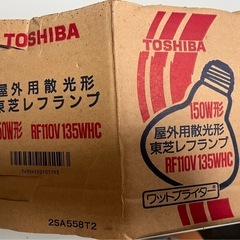 TOSHIBA
屋外用散光形
東芝レフランプ
50W形 RF110V135WHC
2SA558T2
TOSHIBA
150W形
屋外用散光形
東芝レフランプ
RF110V135WHC
ワットブライター